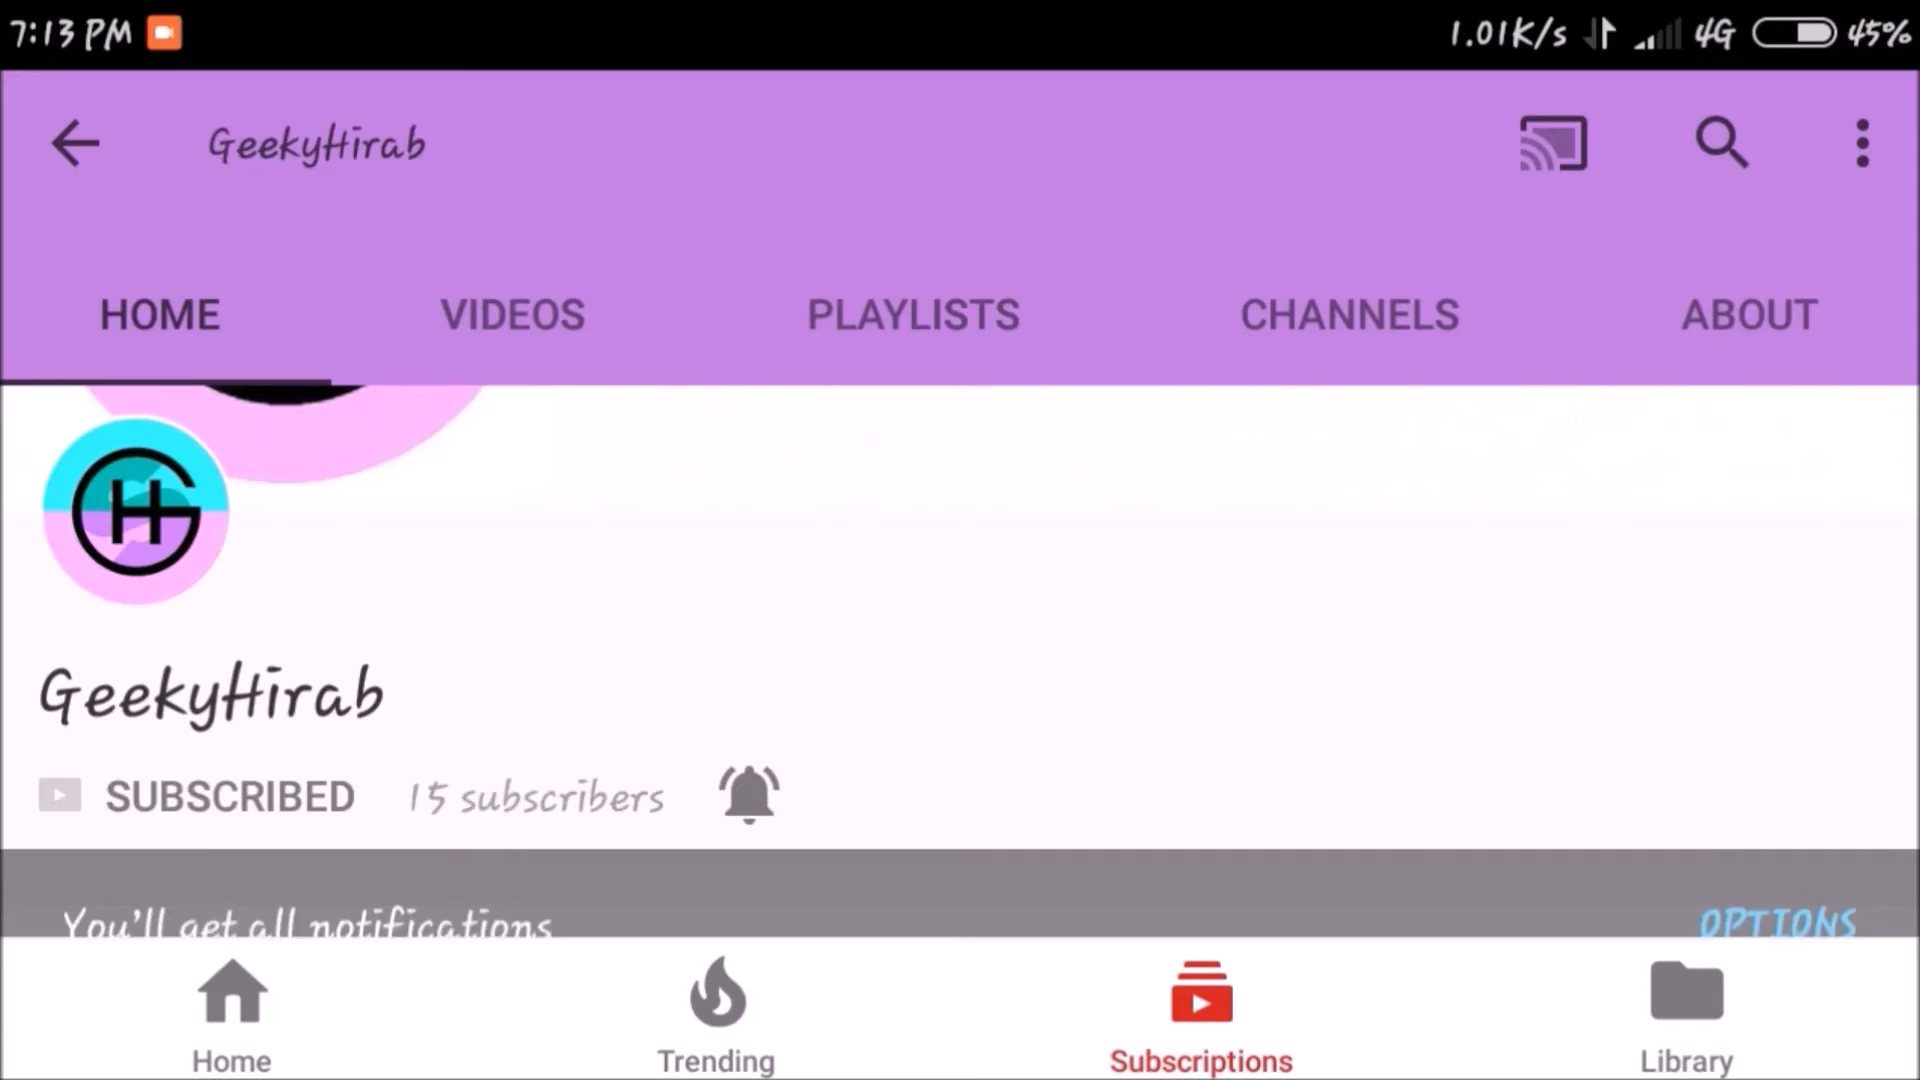 7:13 PM 1.01K/s 4G 45%
GeekyHirab
HOME VIDEOS PLAYLISTS CHANNELS ABOUT
GH
GeekyHirab
SUBSCRIBED 15 subscribers
You'll get all notifications OPTIONS
Home Trending Subscriptions Library